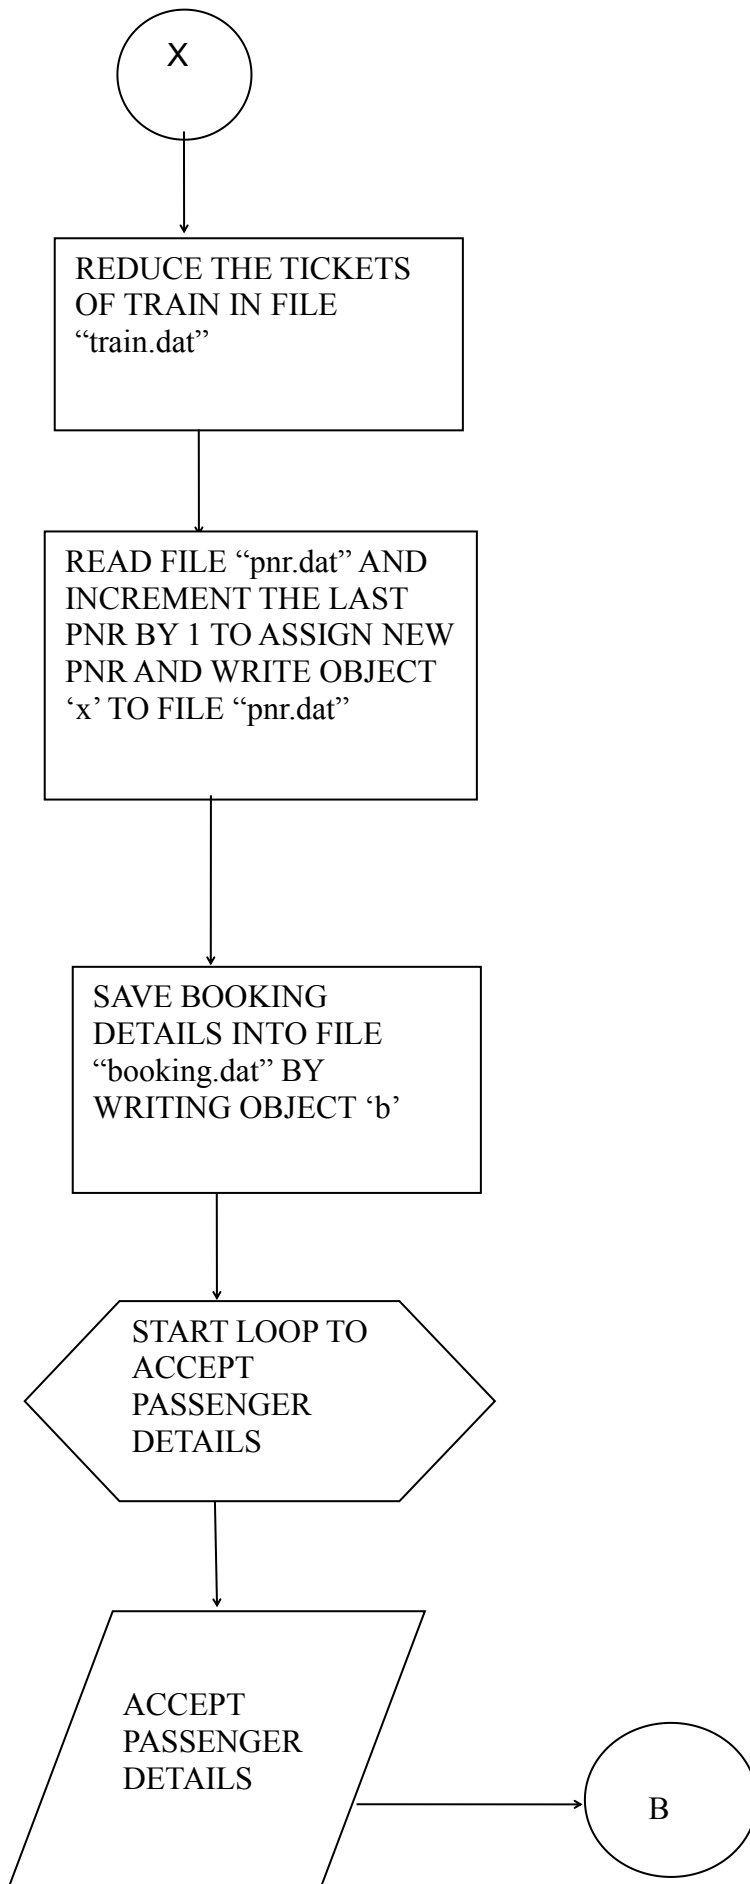 X
REDUCE THE TICKETS
OF TRAIN IN FILE
“train.dat”
READ FILE “pnr.dat” AND
INCREMENT THE LAST
PNR BY 1 TO ASSIGN NEW
PNR AND WRITE OBJECT
‘x’ TO FILE “pnr.dat”
SAVE BOOKING
DETAILS INTO FILE
“booking.dat” BY
WRITING OBJECT ‘b’
START LOOP TO
ACCEPT
PASSENGER
DETAILS
ACCEPT
PASSENGER
DETAILS
B